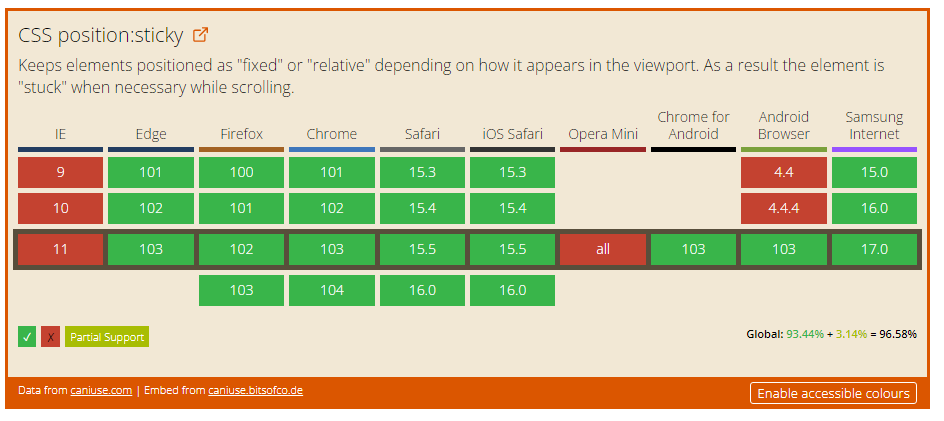 CSS position:sticky
Keeps elements positioned as "fixed" or "relative" depending on how it appears in the viewport. As a result the element is
"stuck" when necessary while scrolling.
IE Edge Firefox Chrome Safari iOS Safari Opera Mini Chrome for Android Android Browser Samsung Internet
9 101 100 101 15.3 15.3 4.4 15.0
10 102 101 102 15.4 15.4 4.4.4 16.0
11 103 102 103 15.5 15.5 all 103 103 17.0
103 104 16.0 16.0
✓ ✗ Partial Support
Global: 93.44% + 3.14% = 96.58%
Data from caniuse.com | Embed from caniuse.bitsofco.de
Enable accessible colours